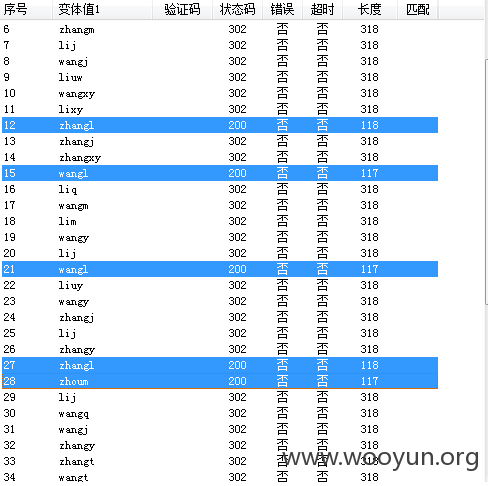 序号 变体值1 验证码 状态码 错误 超时 长度 匹配
6 zhangm 302 否 否 318
7 lij 302 否 否 318
8 wangj 302 否 否 318
9 liuw 302 否 否 318
10 wangxy 302 否 否 318
11 lixy 302 否 否 318
12 zhangl 200 否 否 118
13 zhangj 302 否 否 318
14 zhangxy 302 否 否 318
15 wangl 200 否 否 117
16 liq 302 否 否 318
17 wangm 302 否 否 318
18 lim 302 否 否 318
19 wangy 302 否 否 318
20 lij 302 否 否 318
21 wangl 200 否 否 117
22 liuy 302 否 否 318
23 wangy 302 否 否 318
24 zhangj 302 否 否 318
25 lij 302 否 否 318
26 zhangy 302 否 否 318
27 zhangl 200 否 否 118
28 zhoum 200 否 否 117
29 lij 302 否 否 318
30 wangq 302 否 否 318
31 wangj 302 否 否 318
32 zhangy 302 否 否 318
33 zhangt 302 否 否 318
34 wangt 302 否 否 318
www.wooyun.org